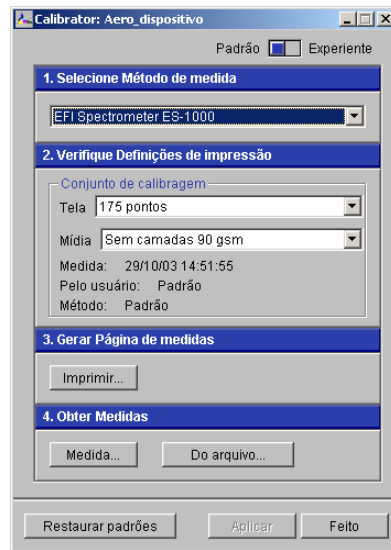 Calibrator: Aero_dispositivo
Padrão Experiente
1. Selecione Método de medida
EFI Spectrometer ES-1000
2. Verifique Definições de impressão
Conjunto de calibragem
Tela 175 pontos
Mídia Sem camadas 90 gsm
Medida: 29/10/03 14:51:55
Pelo usuário: Padrão
Método: Padrão
3. Gerar Página de medidas
Imprimir...
4. Obter Medidas
Medida... Do arquivo...
Restaurar padrões Aplicar Feito